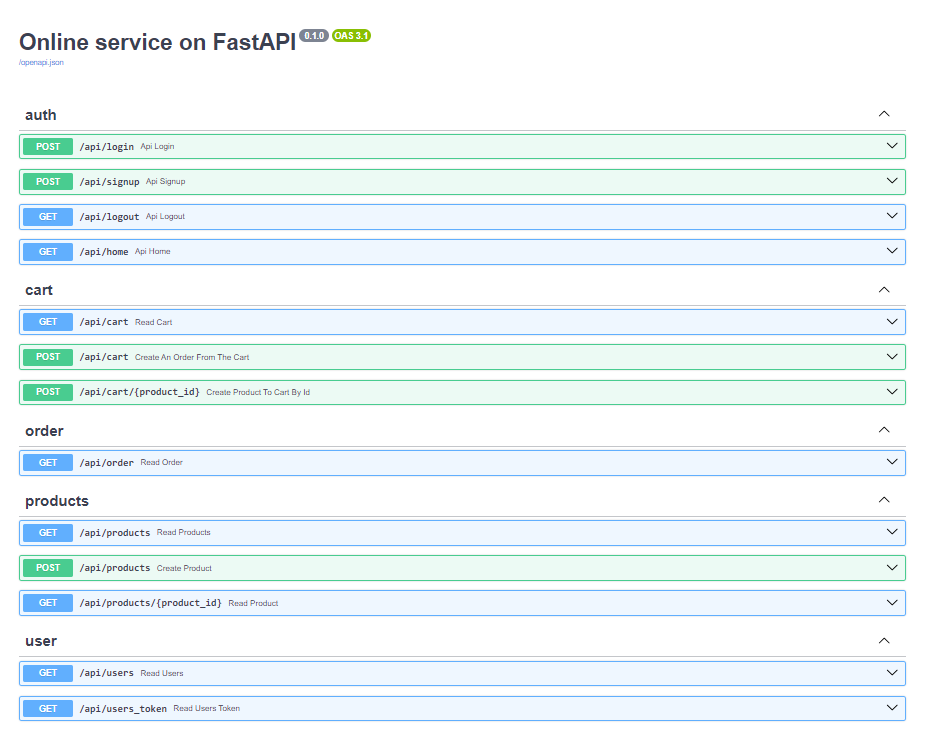 Online service on FastAPI 0.1.0 OAS 3.1
/openapi.json
auth
POST /api/login Api Login
POST /api/signup Api Signup
GET /api/logout Api Logout
GET /api/home Api Home
cart
GET /api/cart Read Cart
POST /api/cart Create An Order From The Cart
POST /api/cart/{product_id} Create Product To Cart By Id
order
GET /api/order Read Order
products
GET /api/products Read Products
POST /api/products Create Product
GET /api/products/{product_id} Read Product
user
GET /api/users Read Users
GET /api/users_token Read Users Token